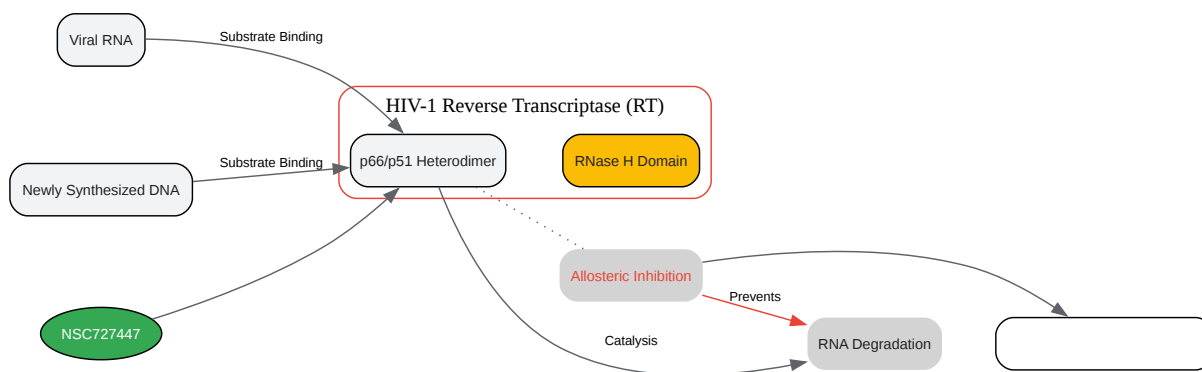 Viral RNA
Substrate Binding
HIV-1 Reverse Transcriptase (RT)
p66/p51 Heterodimer
RNase H Domain
Substrate Binding
Newly Synthesized DNA
Allosteric Inhibition
Prevents
NSC727447
Catalysis
RNA Degradation